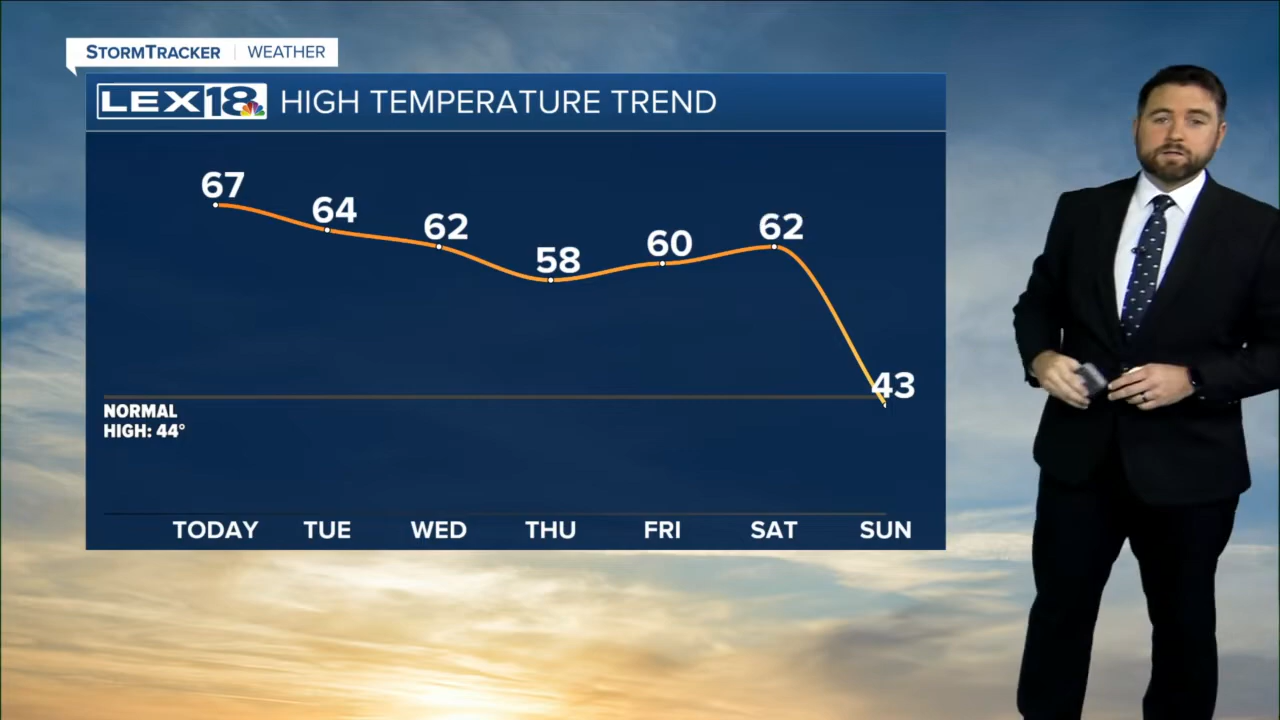 STORMTRACKER | WEATHER
LEX18 HIGH TEMPERATURE TREND
67
64
62
58
60
62
43
NORMAL
HIGH: 44°
TODAY TUE WED THU FRI SAT SUN